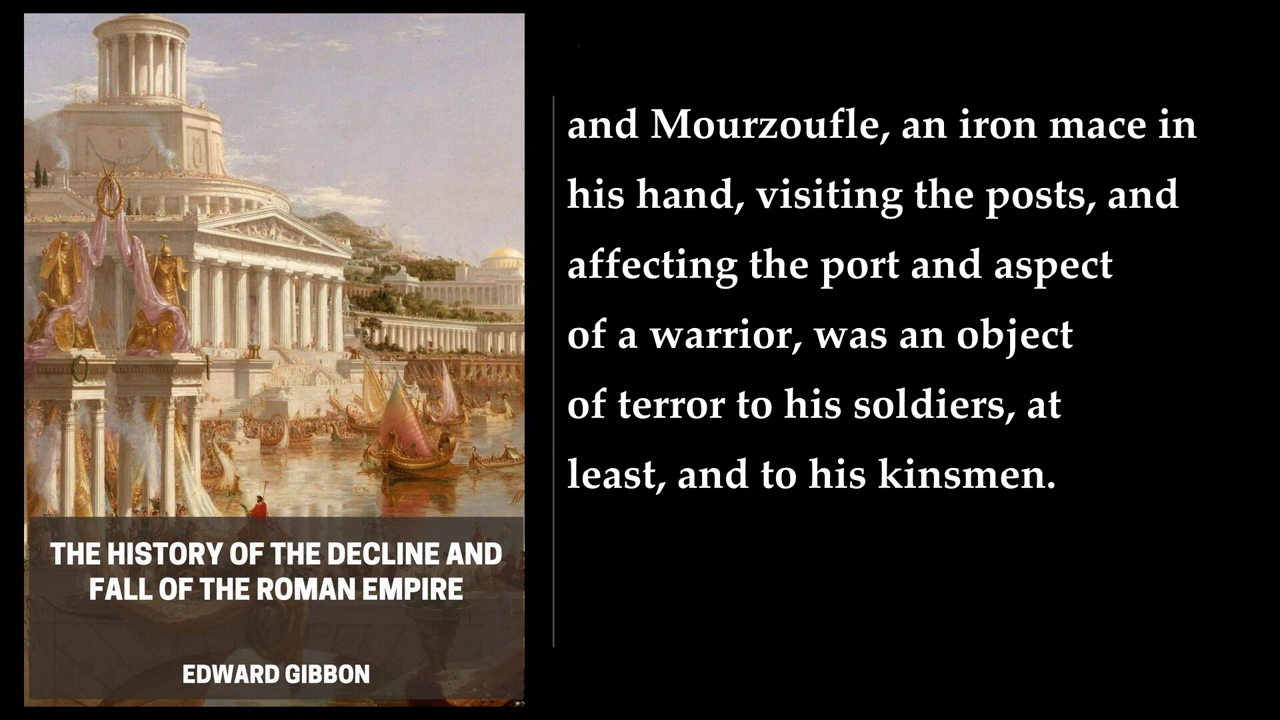 THE HISTORY OF THE DECLINE AND
FALL OF THE ROMAN EMPIRE
EDWARD GIBBON
and Mourzoufle, an iron mace in
his hand, visiting the posts, and
affecting the port and aspect
of a warrior, was an object
of terror to his soldiers, at
least, and to his kinsmen.